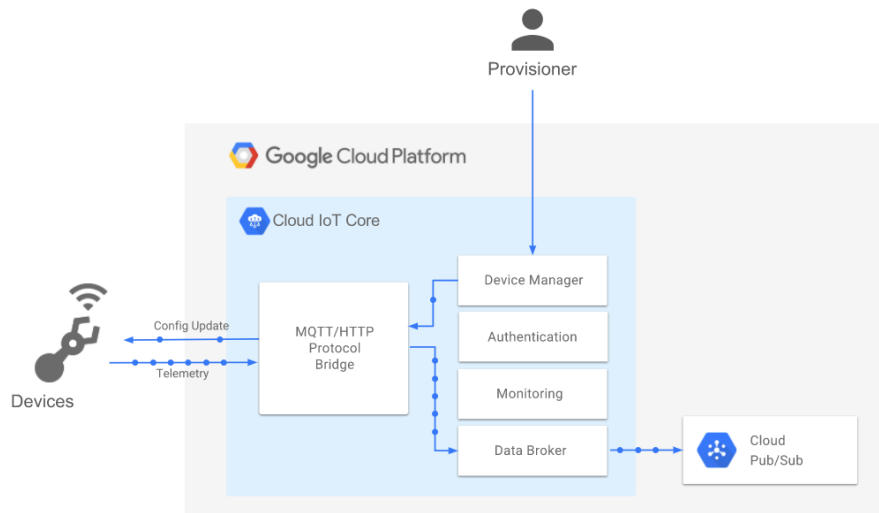 Provisioner
Google Cloud Platform
Cloud IoT Core
Device Manager
MQTT/HTTP
Protocol
Bridge
Authentication
Config Update
Telemetry
Devices
Monitoring
Data Broker
Cloud
Pub/Sub